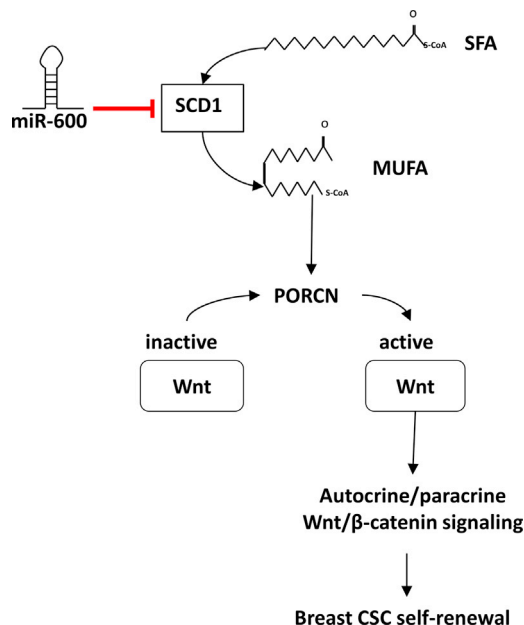 O
S-CoA
SFA
SCD1
miR-600
O
MUFA
S-CoA
PORCN
inactive
active
Wnt
Wnt
Autocrine/paracrine
Wnt/β-catenin signaling
Breast CSC self-renewal